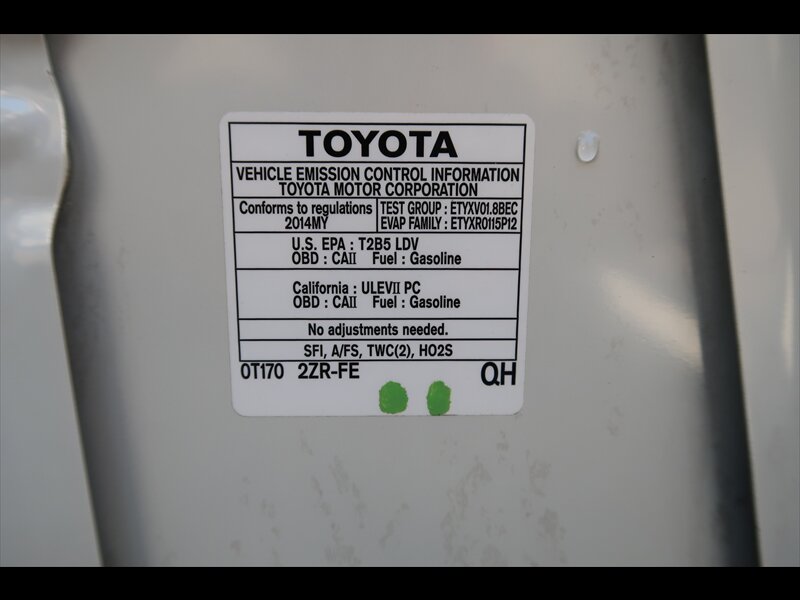 TOYOTA
VEHICLE EMISSION CONTROL INFORMATION
TOYOTA MOTOR CORPORATION
Conforms to regulations
2014MY
TEST GROUP : ETYXV01.8BEC
EVAP FAMILY : ETYXR0115P12
U.S. EPA : T2B5 LDV
OBD : CAII Fuel : Gasoline
California : ULEVII PC
OBD : CAII Fuel : Gasoline
No adjustments needed.
SFI, A/FS, TWC(2), HO2S
0T170 2ZR-FE QH